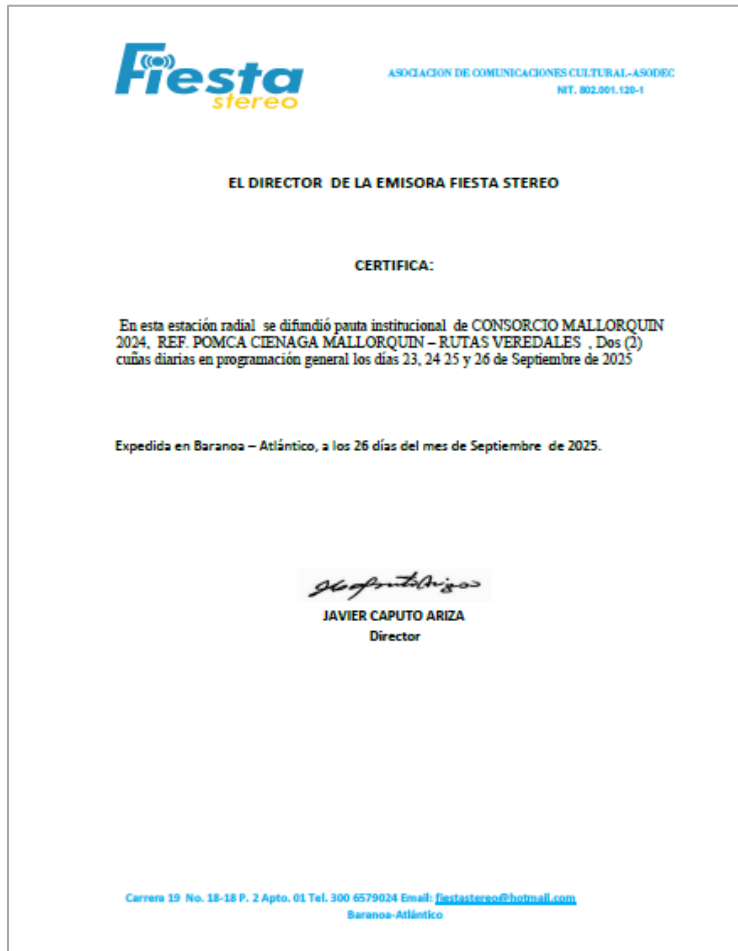 Fiesta
stereo
ASOCIACION DE COMUNICACIONES CULTURAL-ASODEC
NIT. 802.001.120-1
EL DIRECTOR DE LA EMISORA FIESTA STEREO
CERTIFICA:
En esta estación radial se difundió pauta institucional de CONSORCIO MALLORQUIN
2024, REF. POMCA CIENAGA MALLORQUIN – RUTAS VEREDALES , Dos (2)
cuñas diarias en programación general los días 23, 24 25 y 26 de Septiembre de 2025
Expedida en Baranoa – Atlántico, a los 26 días del mes de Septiembre de 2025.
JAVIER CAPUTO ARIZA
Director
Carrera 19 No. 18-18 P. 2 Apto. 01 Tel. 300 6579024 Email: fiestastereo@hotmail.com
Baranoa-Atlántico